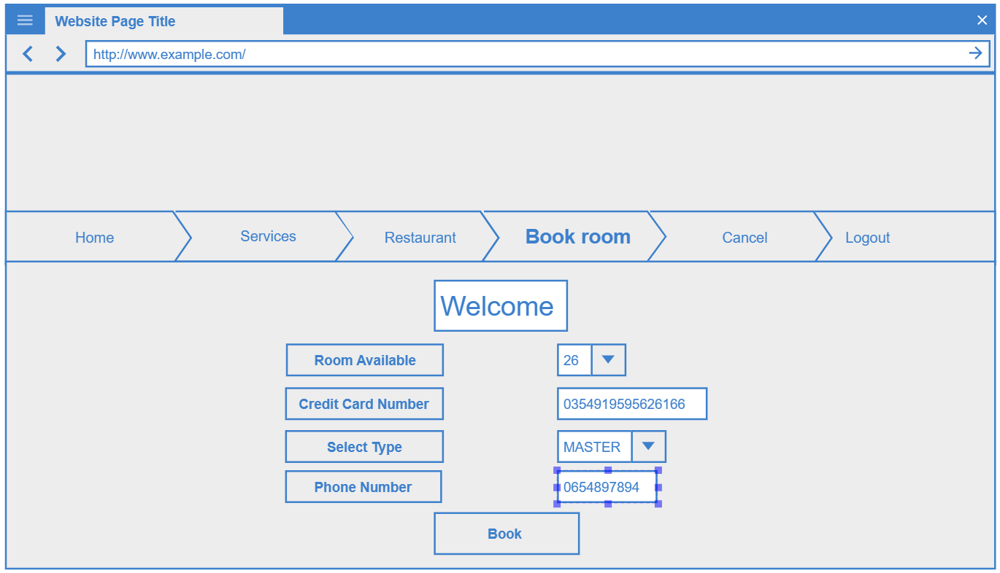 Website Page Title
http://www.example.com/
Home Services Restaurant Book room Cancel Logout
Welcome
Room Available 26
Credit Card Number 0354919595626166
Select Type MASTER
Phone Number 0654897894
Book